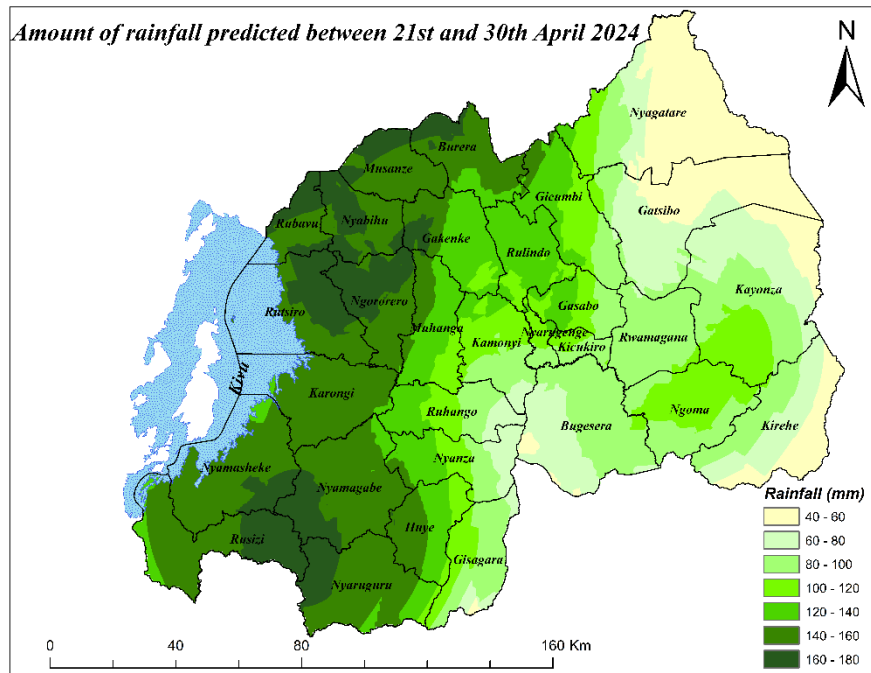 Amount of rainfall predicted between 21st and 30th April 2024
N
Nyagatare
Burera
Musanze
Gicumbi
Gatsibo
Rubavu
Nyabihu
Gakenke
Rulindo
Kayonza
Ngororero
Rutsiro
Gasabo
Muhanga
Nyarugenge
Kamonyi
Kicukiro
Rwamagana
Kivu
Karongi
Ruhango
Bugesera
Ngoma
Kirehe
Nyanza
Nyamasheke
Nyamagabe
Huye
Rusizi
Gisagara
Nyaruguru
Rainfall (mm)
40 - 60
60 - 80
80 - 100
100 - 120
120 - 140
140 - 160
160 - 180
0 40 80 160 Km